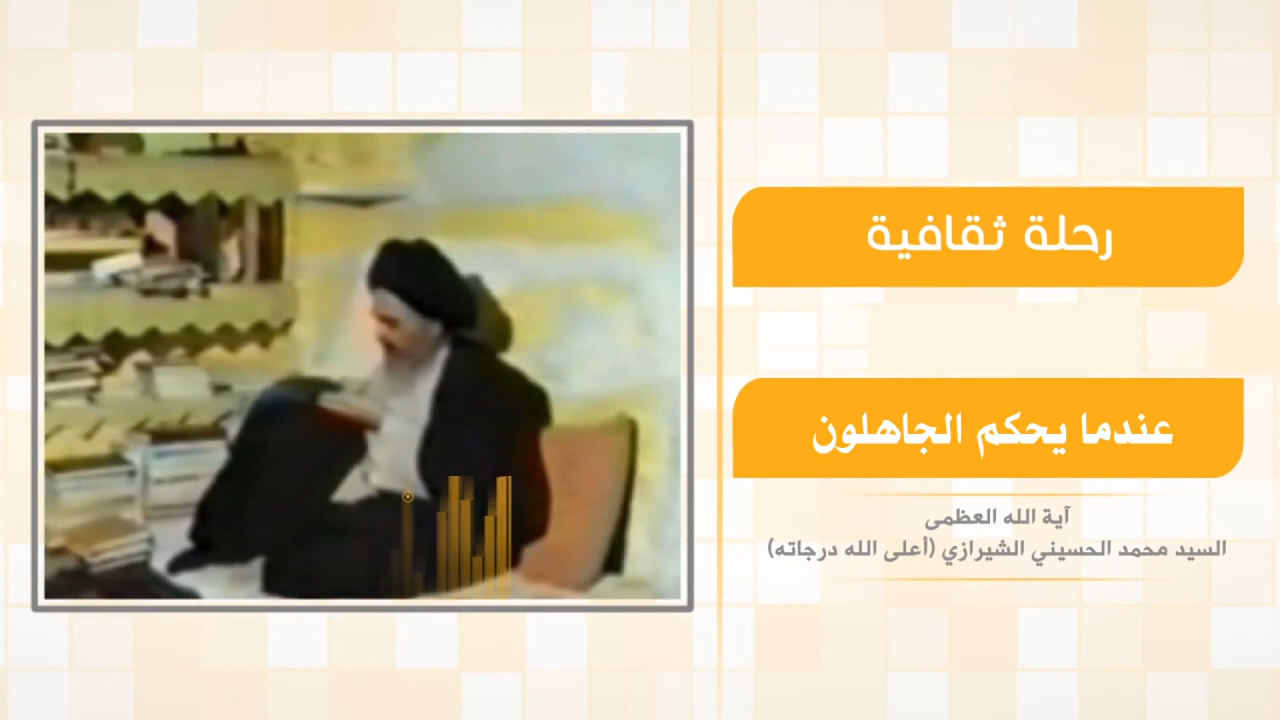 رحلة ثقافية
عندما يحكم الجاهلون
آية الله العظمى
السيد محمد الحسيني الشيرازي (أعلى الله درجاته)